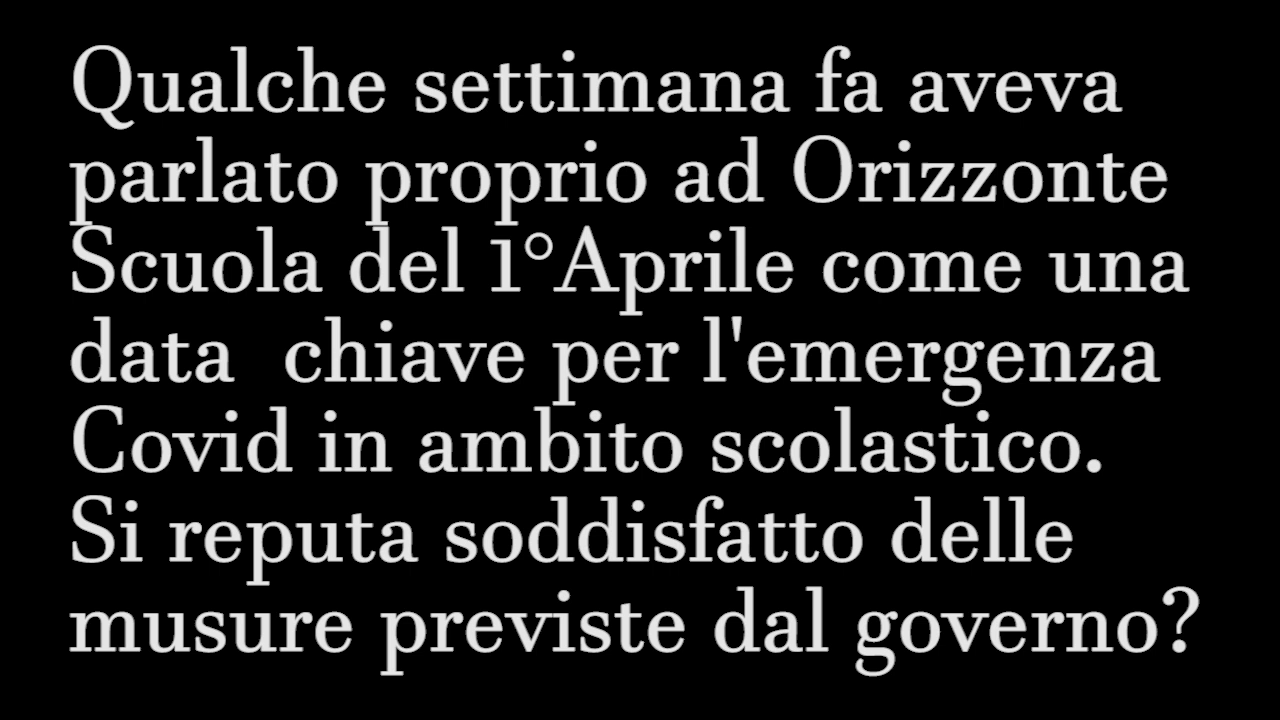 Qualche settimana fa aveva
parlato proprio ad Orizzonte
Scuola del 1°Aprile come una
data  chiave per l'emergenza
Covid in ambito scolastico.
Si reputa soddisfatto delle
musure previste dal governo?